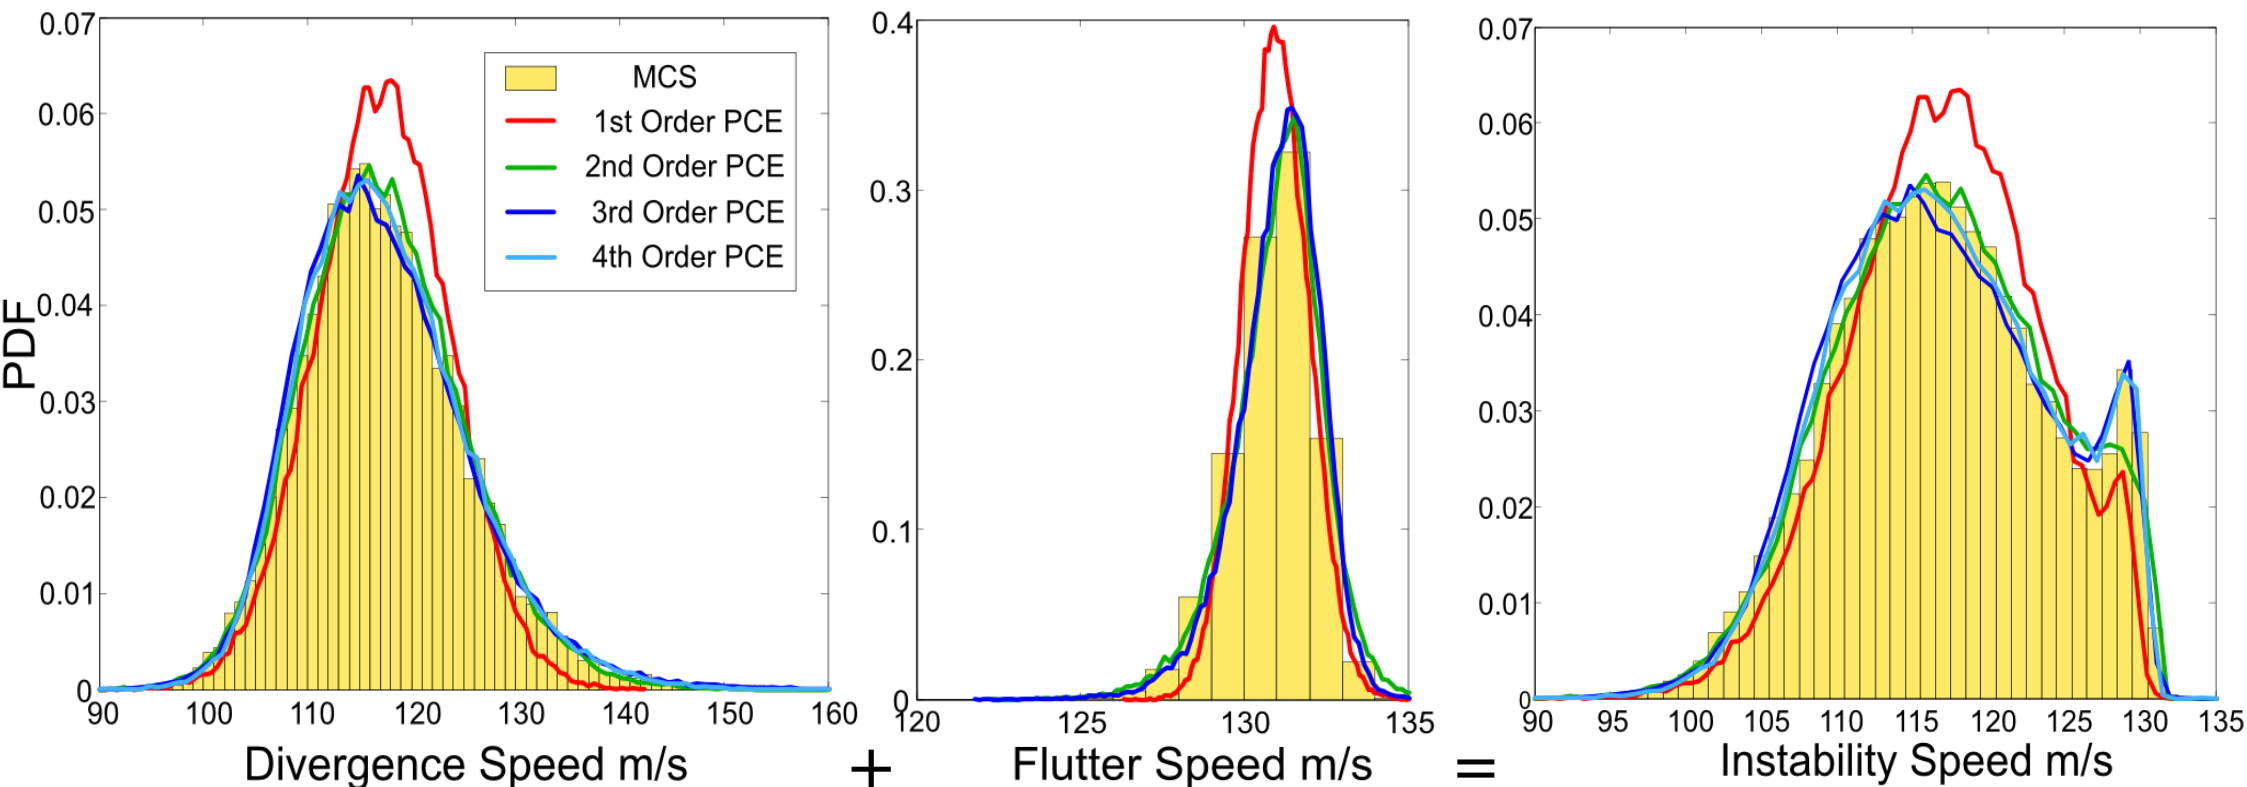 PDF
0.07
0.06
0.05
0.04
0.03
0.02
0.01
0
90 100 110 120 130 140 150 160
Divergence Speed m/s
MCS
1st Order PCE
2nd Order PCE
3rd Order PCE
4th Order PCE
+
0.4
0.3
0.2
0.1
0
120 125 130 135
Flutter Speed m/s
=
0.07
0.06
0.05
0.04
0.03
0.02
0.01
0
90 95 100 105 110 115 120 125 130 135
Instability Speed m/s